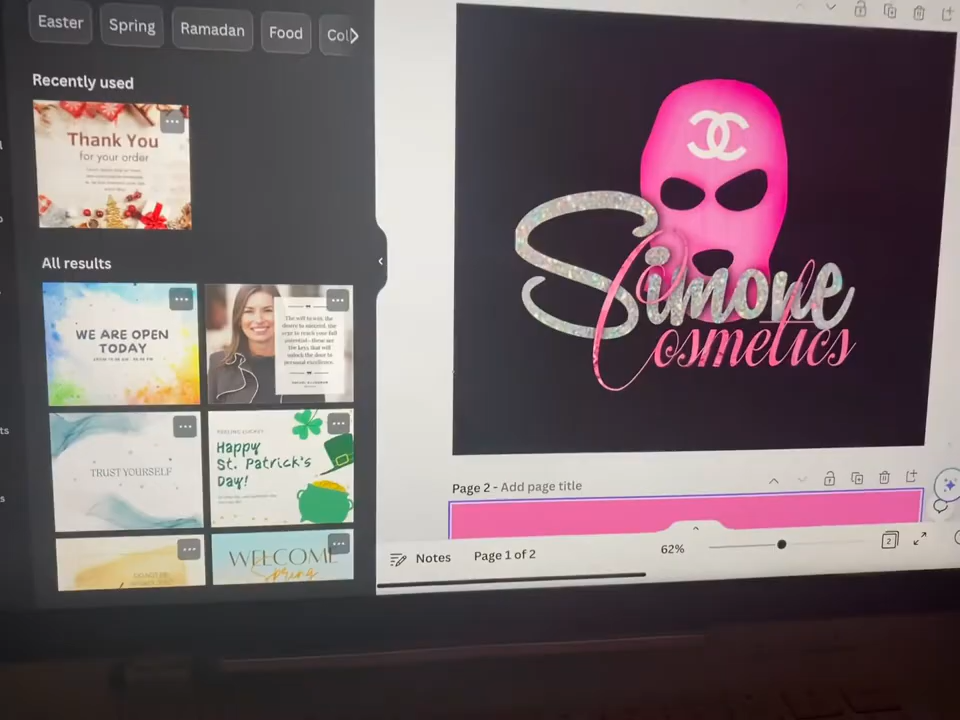 Easter
Spring
Ramadan
Food
Col
Recently used
Thank You
for your order
All results
WE ARE OPEN
TODAY
TRUST YOURSELF
Happy
St. Patrick's
Day!
WELCOME
Spring
Simone
Cosmetics
Page 2 - Add page title
Notes
Page 1 of 2
62%
2